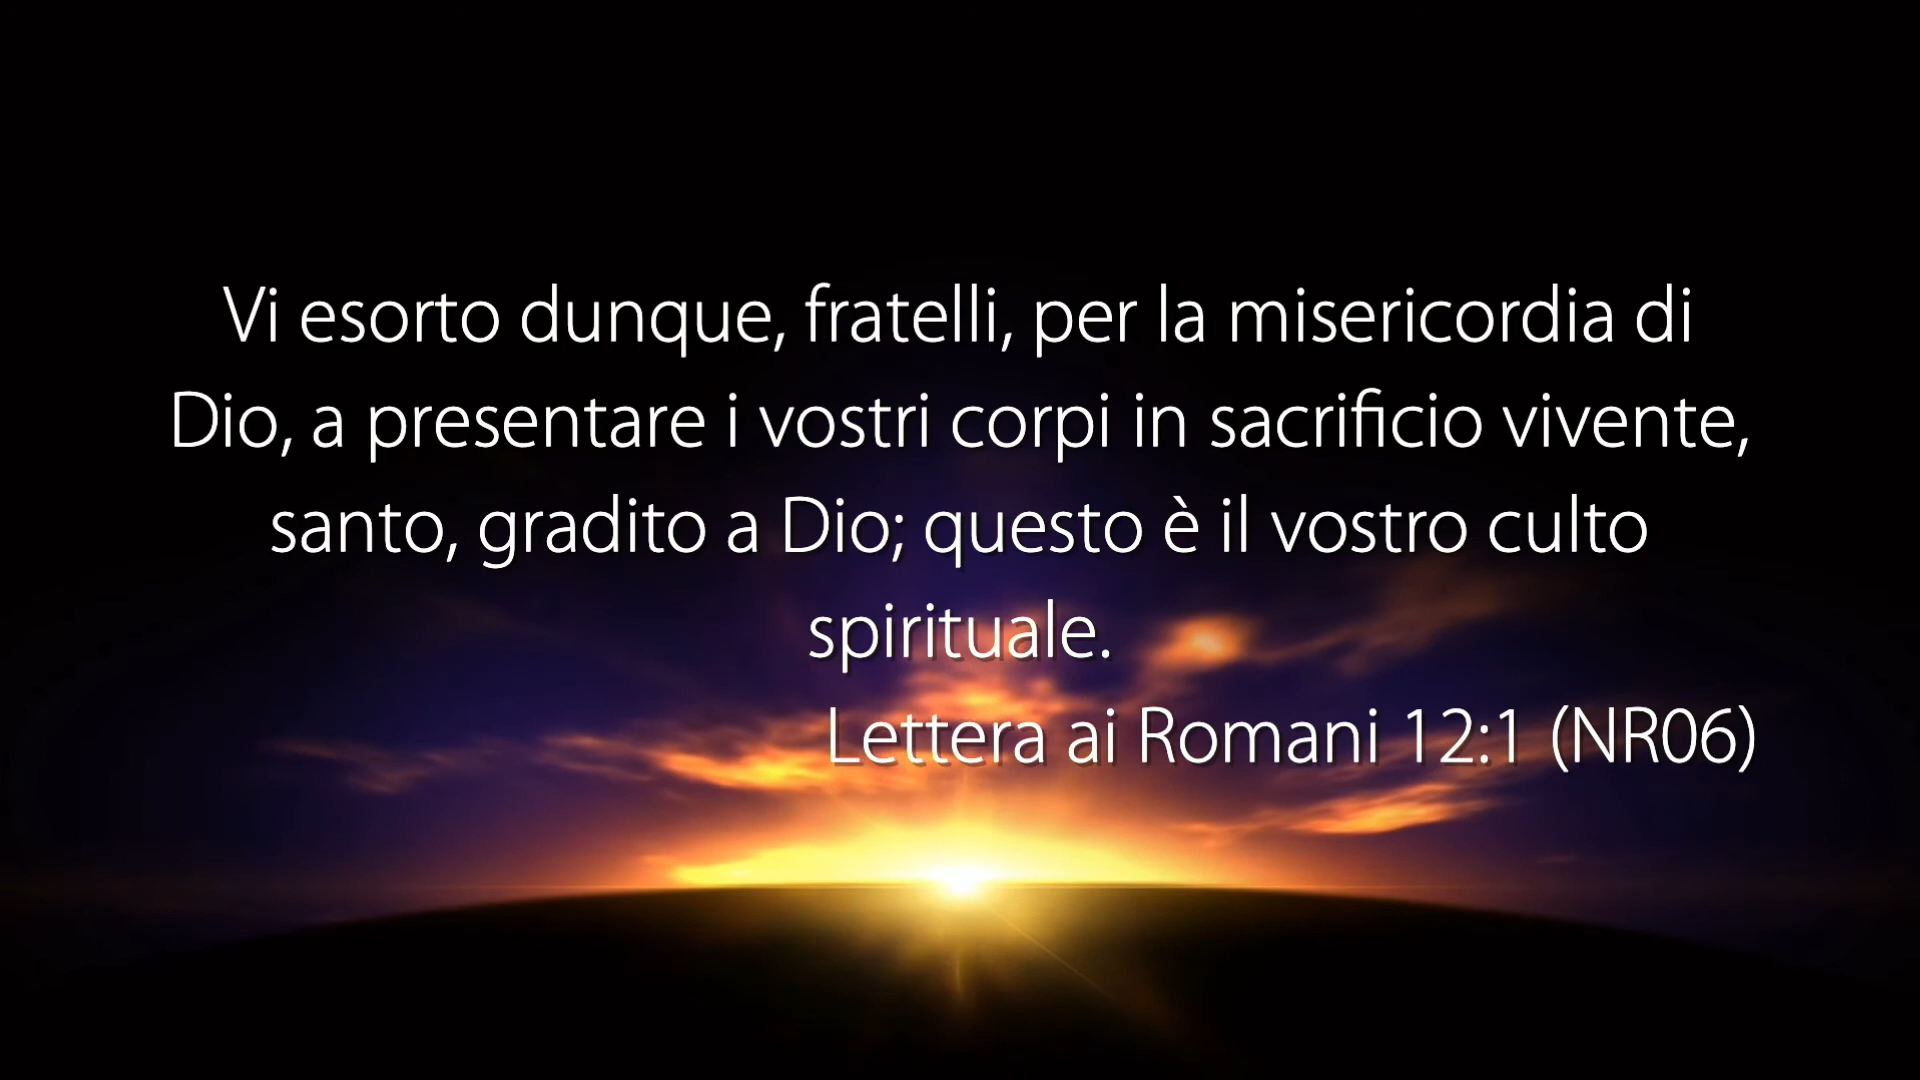 Vi esorto dunque, fratelli, per la misericordia di
Dio, a presentare i vostri corpi in sacrificio vivente,
santo, gradito a Dio; questo è il vostro culto
spirituale.
Lettera ai Romani 12:1 (NR06)